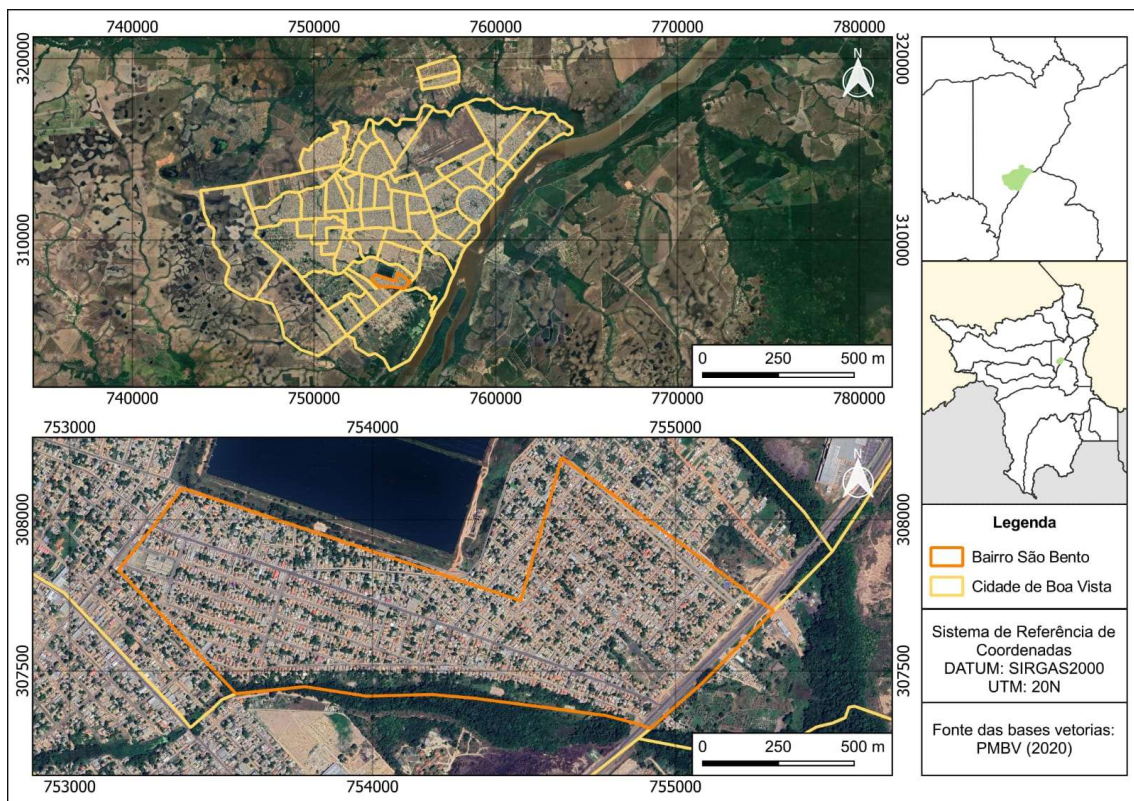 740000 750000 760000 770000 780000
320000 320000
N
310000 310000
0 250 500 m
740000 750000 760000 770000 780000
753000 754000 755000
N
308000 308000
307500 307500
0 250 500 m
753000 754000 755000
Legenda
Bairro São Bento
Cidade de Boa Vista
Sistema de Referência de
Coordenadas
DATUM: SIRGAS2000
UTM: 20N
Fonte das bases vetorias:
PMBV (2020)